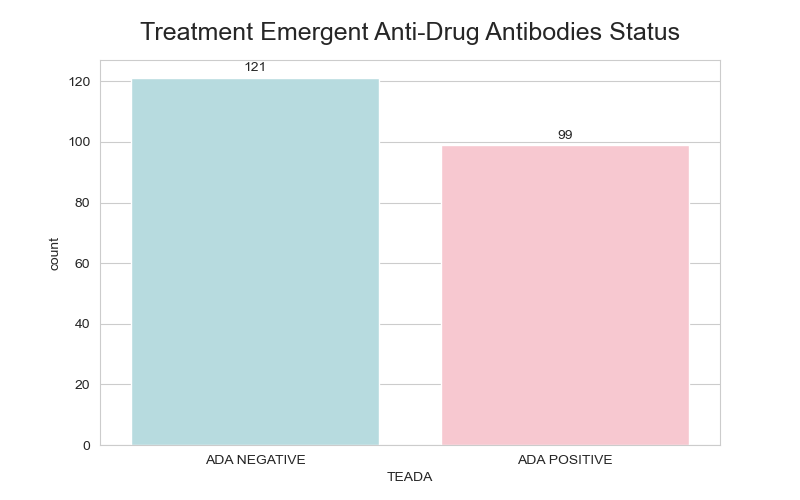 Treatment Emergent Anti-Drug Antibodies Status
121
99
120
100
80
60
40
20
0
count
ADA NEGATIVE
ADA POSITIVE
TEADA